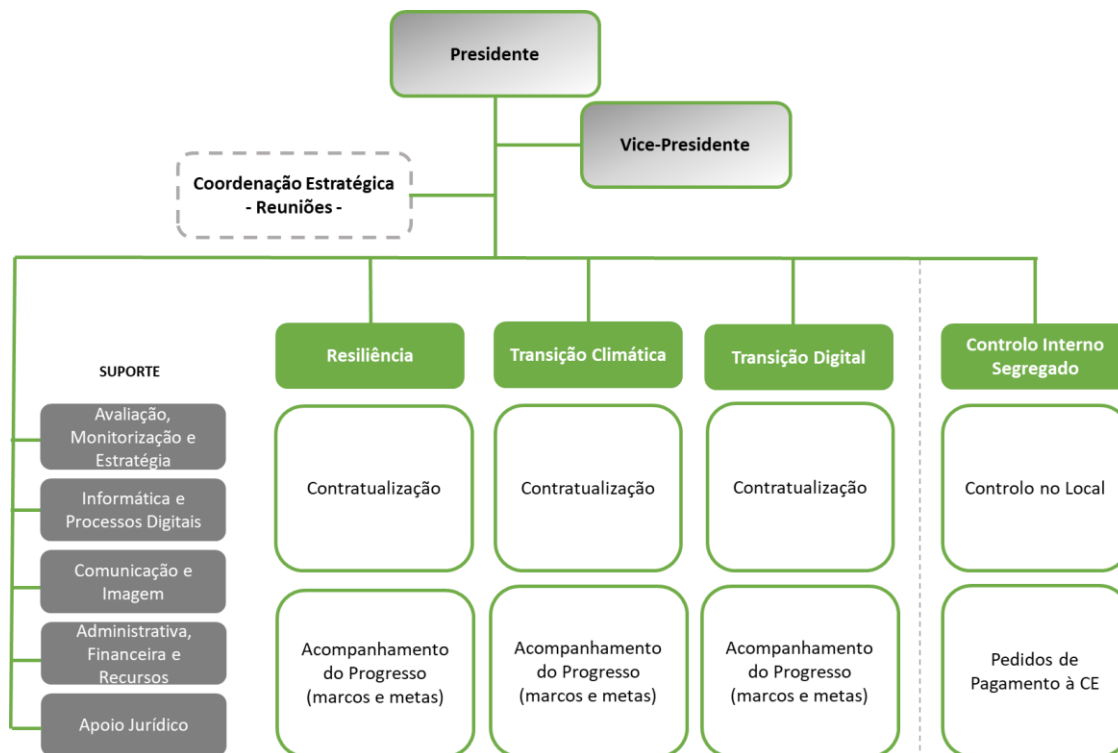 Presidente
Vice-Presidente
Coordenação Estratégica
- Reuniões -
SUPORTE
Avaliação,
Monitorização e
Estratégia
Informática e
Processos Digitais
Comunicação e
Imagem
Administrativa,
Financeira e
Recursos
Apoio Jurídico
Resiliência
Contratualização
Acompanhamento
do Progresso
(marcos e metas)
Transição Climática
Contratualização
Acompanhamento
do Progresso
(marcos e metas)
Transição Digital
Contratualização
Acompanhamento
do Progresso
(marcos e metas)
Controlo Interno
Segregado
Controlo no Local
Pedidos de
Pagamento à CE